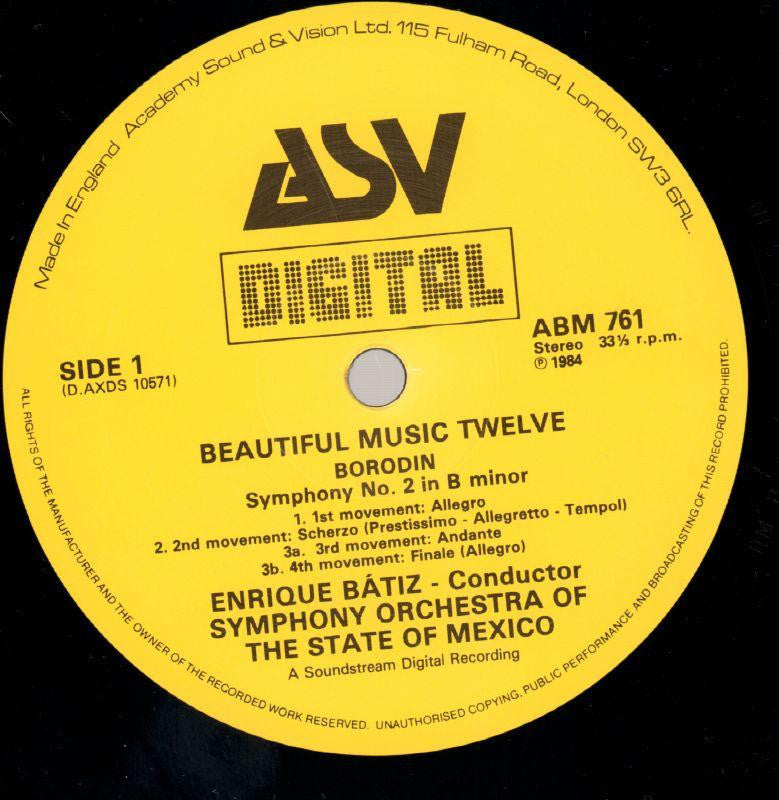 Made In England Academy Sound & Vision Ltd. 115 Fulham Road, London SW3 6RL.
ASV
DIGITAL
ABM 761
Stereo 33⅓ r.p.m.
℗ 1984
SIDE 1
(D.AXDS 10571)
BEAUTIFUL MUSIC TWELVE
BORODIN
Symphony No. 2 in B minor
1. 1st movement: Allegro
2. 2nd movement: Scherzo (Prestissimo - Allegretto - Tempol)
3a. 3rd movement: Andante
3b. 4th movement: Finale (Allegro)
ENRIQUE BÁTIZ - Conductor
SYMPHONY ORCHESTRA OF
THE STATE OF MEXICO
A Soundstream Digital Recording
ALL RIGHTS OF THE MANUFACTURER AND THE OWNER OF THE RECORDED WORK RESERVED. UNAUTHORISED COPYING, PUBLIC PERFORMANCE AND BROADCASTING OF THIS RECORD PROHIBITED.